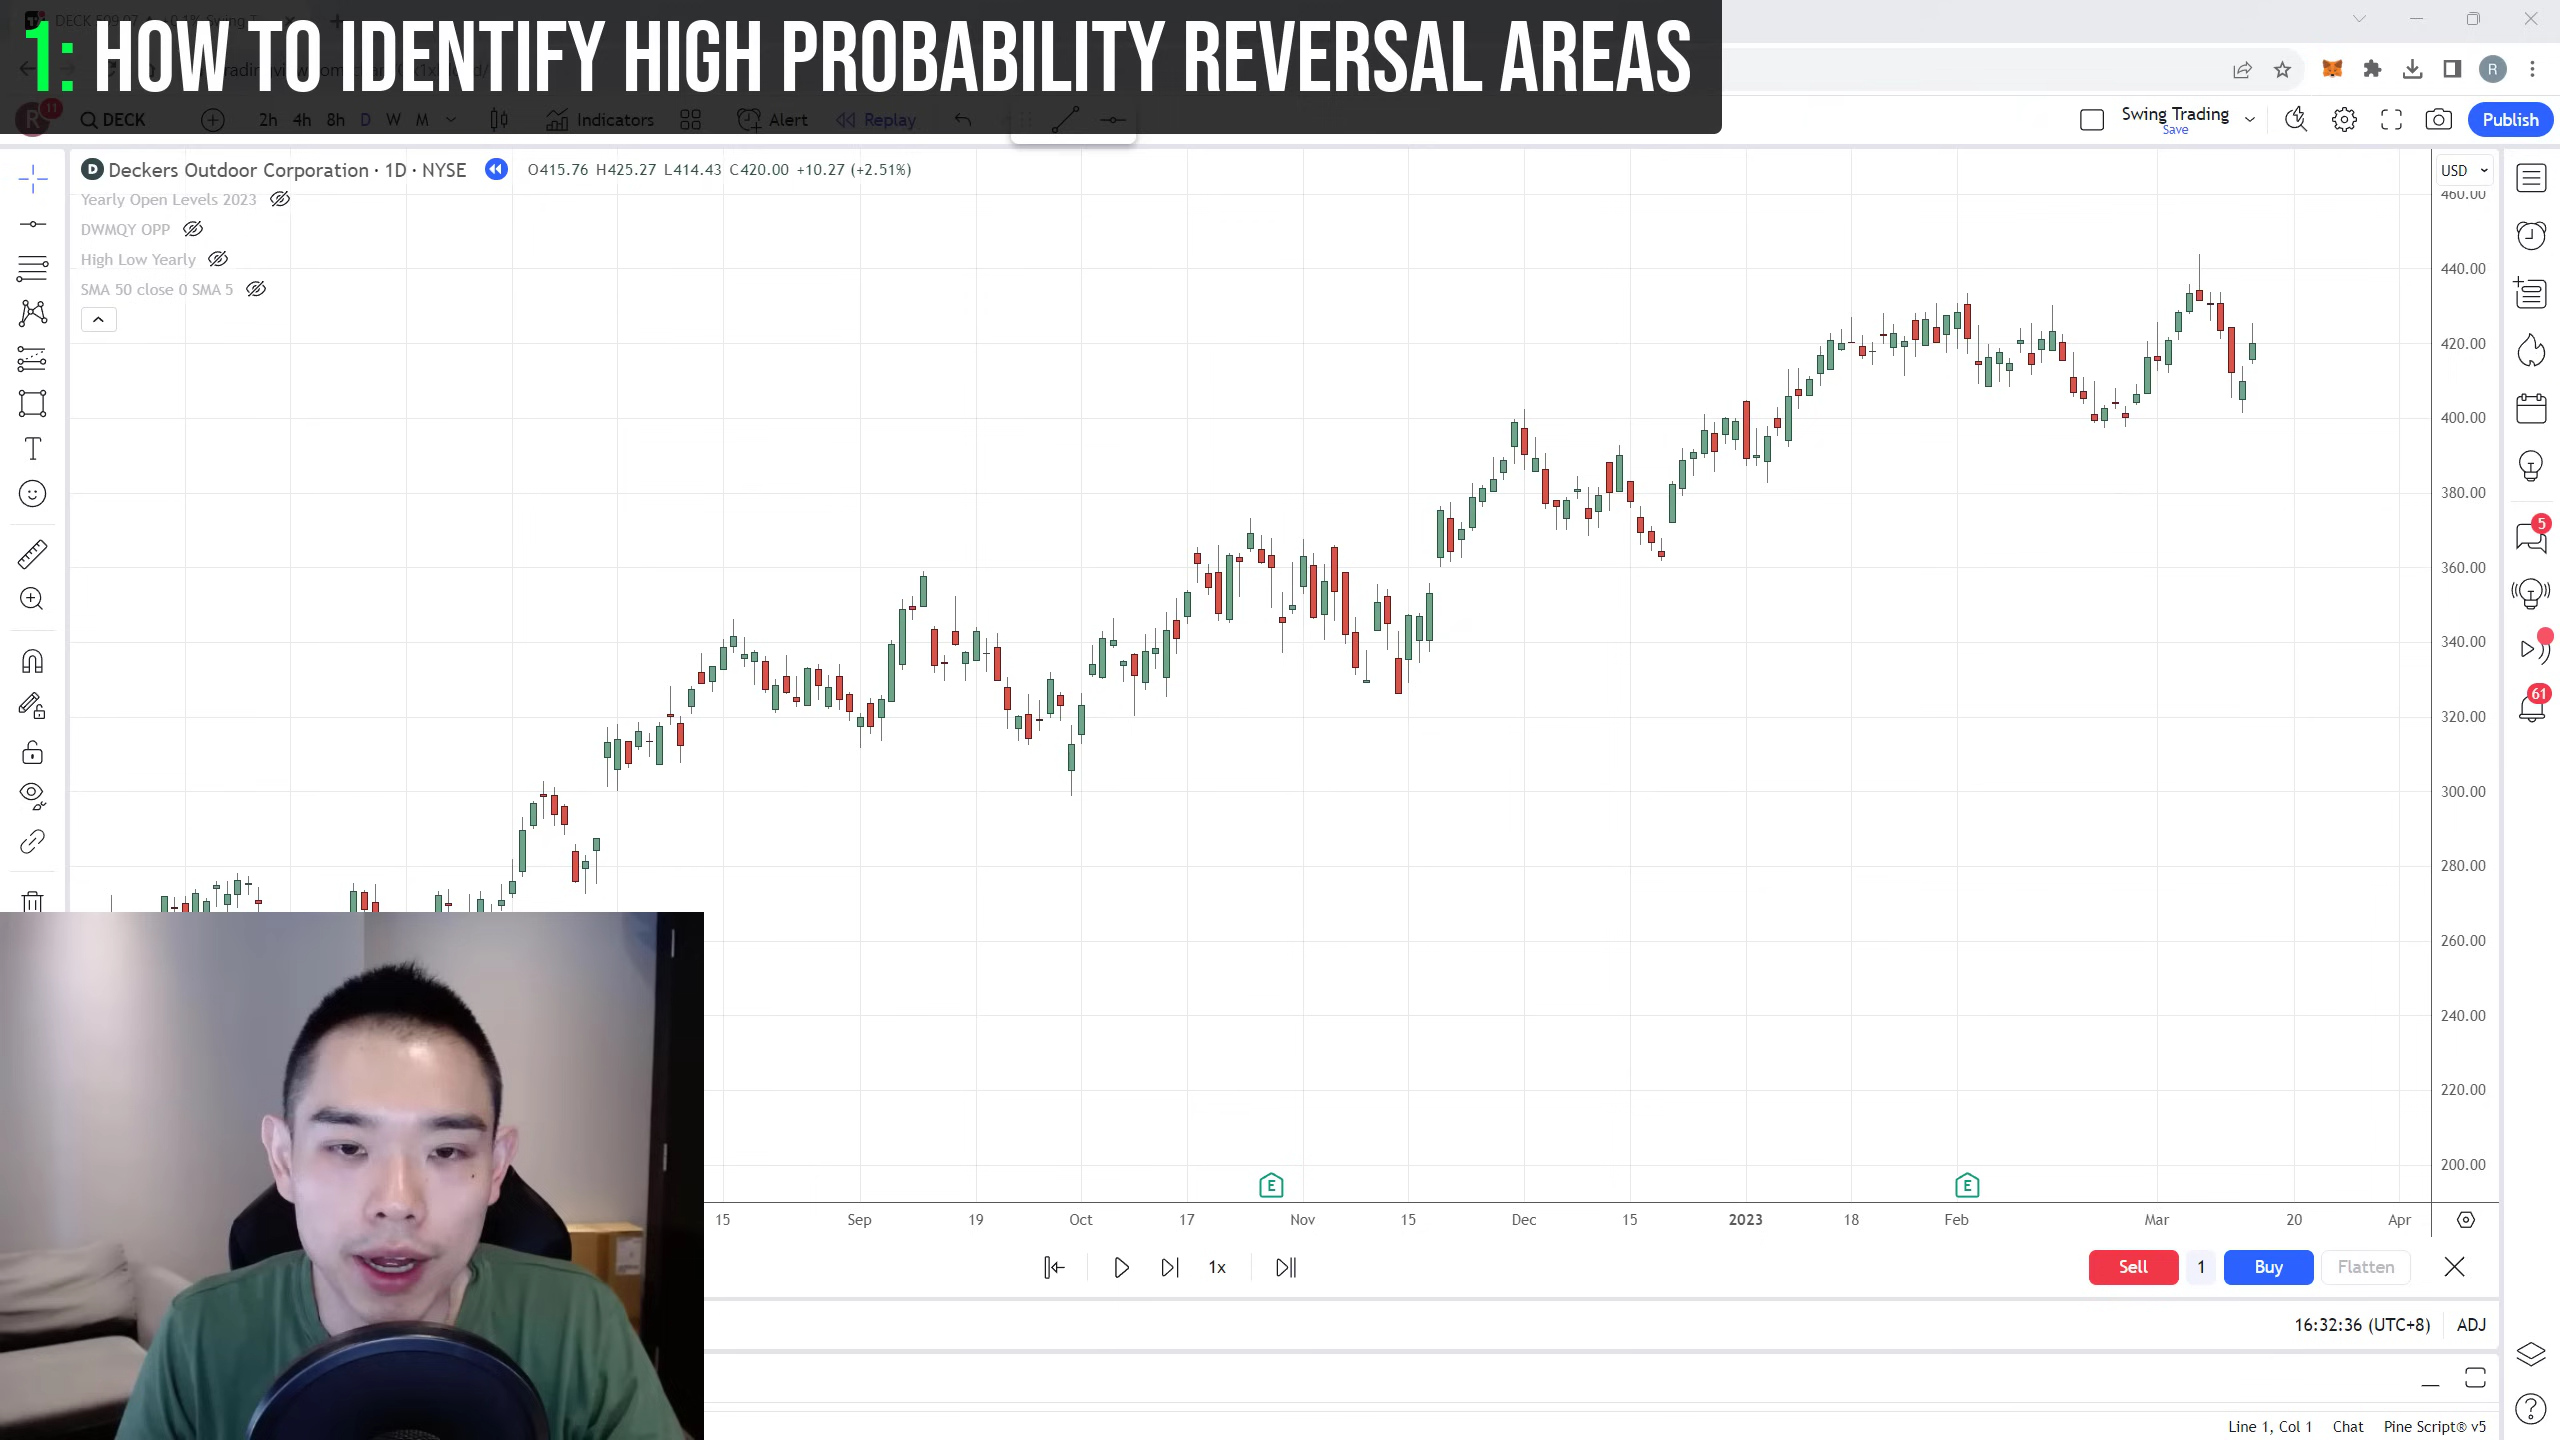 1: HOW TO IDENTIFY HIGH PROBABILITY REVERSAL AREAS
R
R 11 DECK 2h 4h 8h D W M Indicators Alert Replay Swing Trading Publish
Save
D Deckers Outdoor Corporation · 1D · NYSE O415.76 H425.27 L414.43 C420.00 +10.27 (+2.51%) USD
Yearly Open Levels 2023
DWMQY OPP
High Low Yearly
SMA 50 close 0 SMA 5
460.00
440.00
420.00
400.00
380.00
360.00
340.00
320.00
300.00
280.00
260.00
240.00
220.00
200.00
5
61
E E
15 Sep 19 Oct 17 Nov 15 Dec 15 2023 18 Feb Mar 20 Apr
1x Sell 1 Buy Flatten
16:32:36 (UTC+8) ADJ
Line 1, Col 1 Chat Pine Script® v5